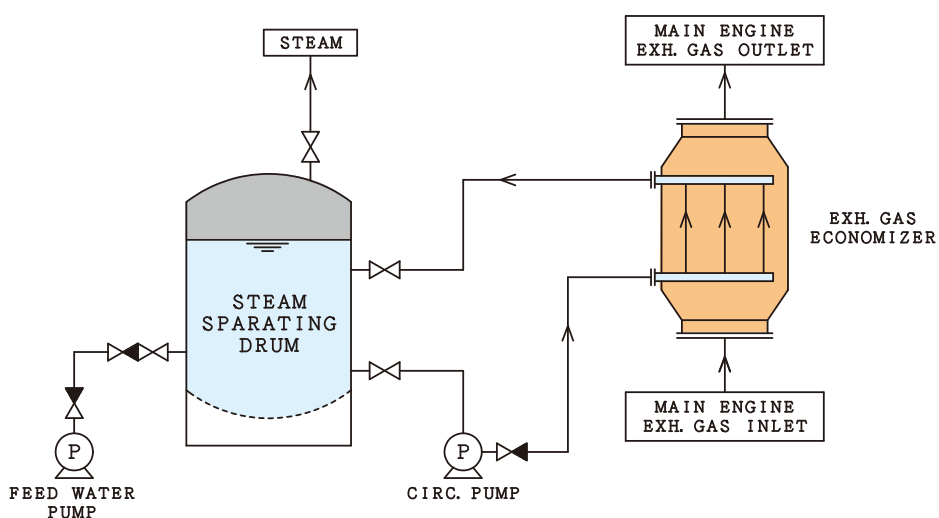 STEAM
MAIN ENGINE
EXH. GAS OUTLET
EXH. GAS
ECONOMIZER
STEAM
SPARATING
DRUM
MAIN ENGINE
EXH. GAS INLET
P
FEED WATER
PUMP
P
CIRC. PUMP